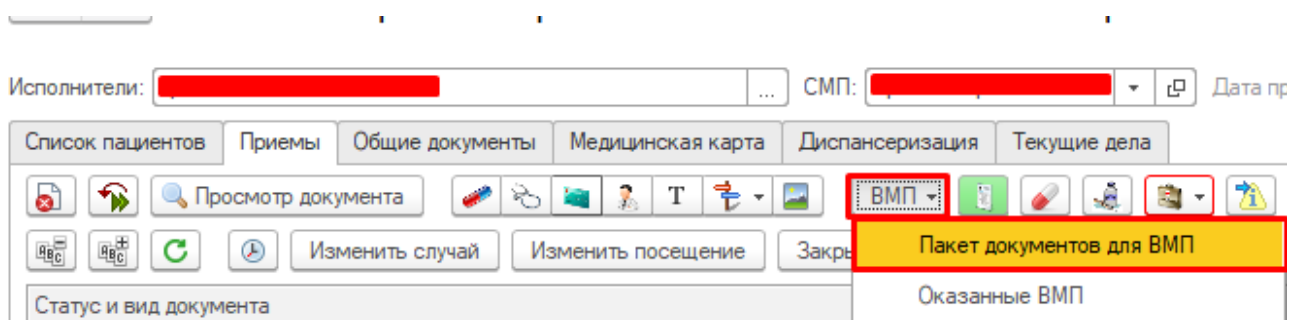 Исполнители: ... СМП: Дата пр
Список пациентов Приемы Общие документы Медицинская карта Диспансеризация Текущие дела
Просмотр документа T ВМП
Изменить случай Изменить посещение Закры
Пакет документов для ВМП
Статус и вид документа
Оказанные ВМП